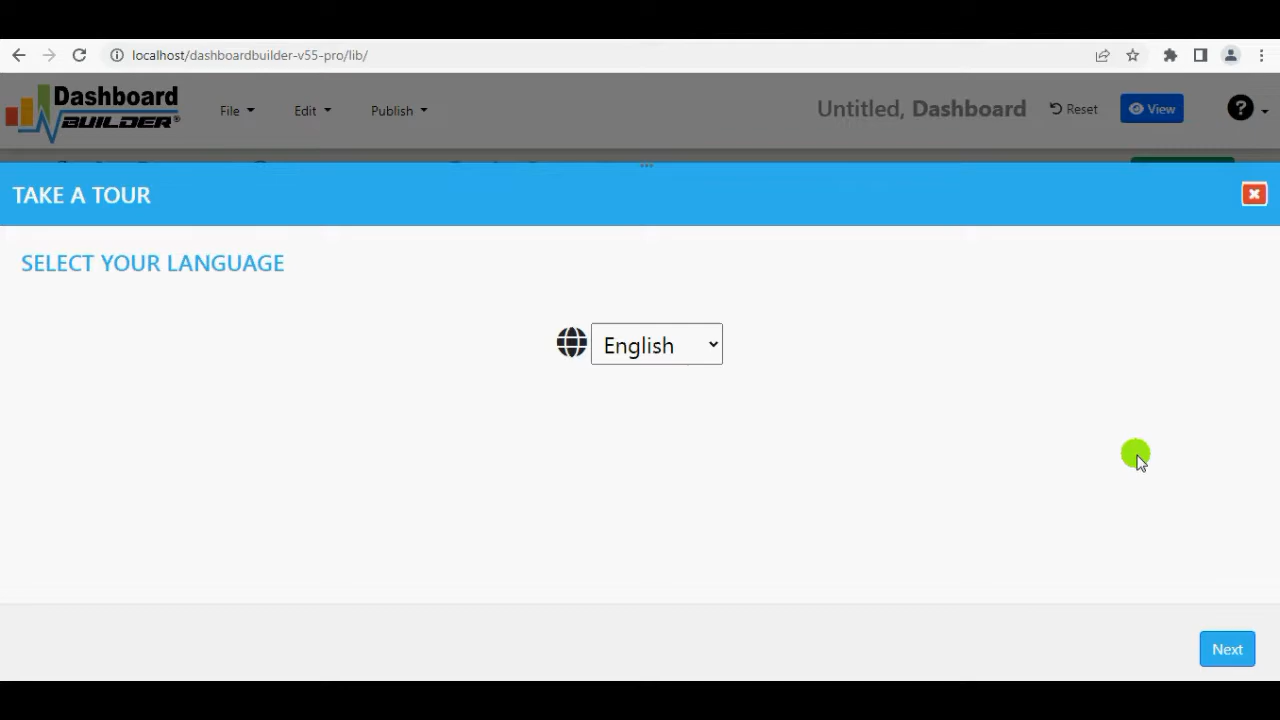 localhost/dashboardbuilder-v55-pro/lib/
Dashboard
BUILDER®
File
Edit
Publish
Untitled, Dashboard
Reset
View
?
TAKE A TOUR
SELECT YOUR LANGUAGE
English
Next